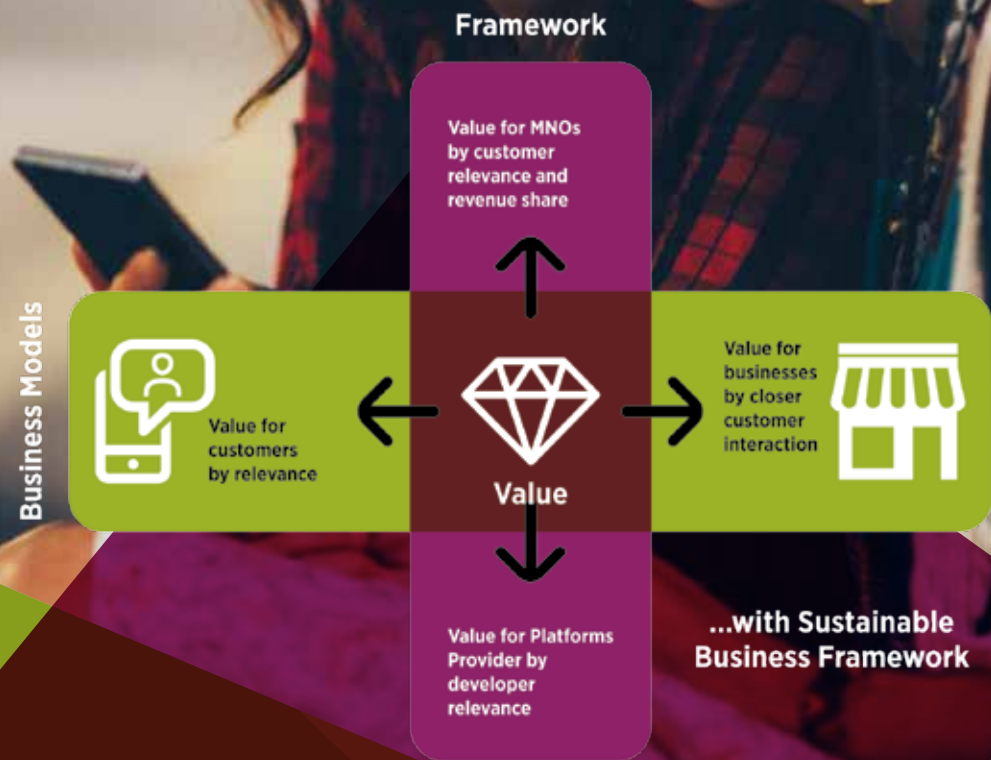 Framework
Value for MNOs
by customer
relevance and
revenue share
Business Models
Value for
customers
by relevance
Value
Value for
businesses
by closer
customer
interaction
Value for Platforms
Provider by
developer
relevance
...with Sustainable
Business Framework